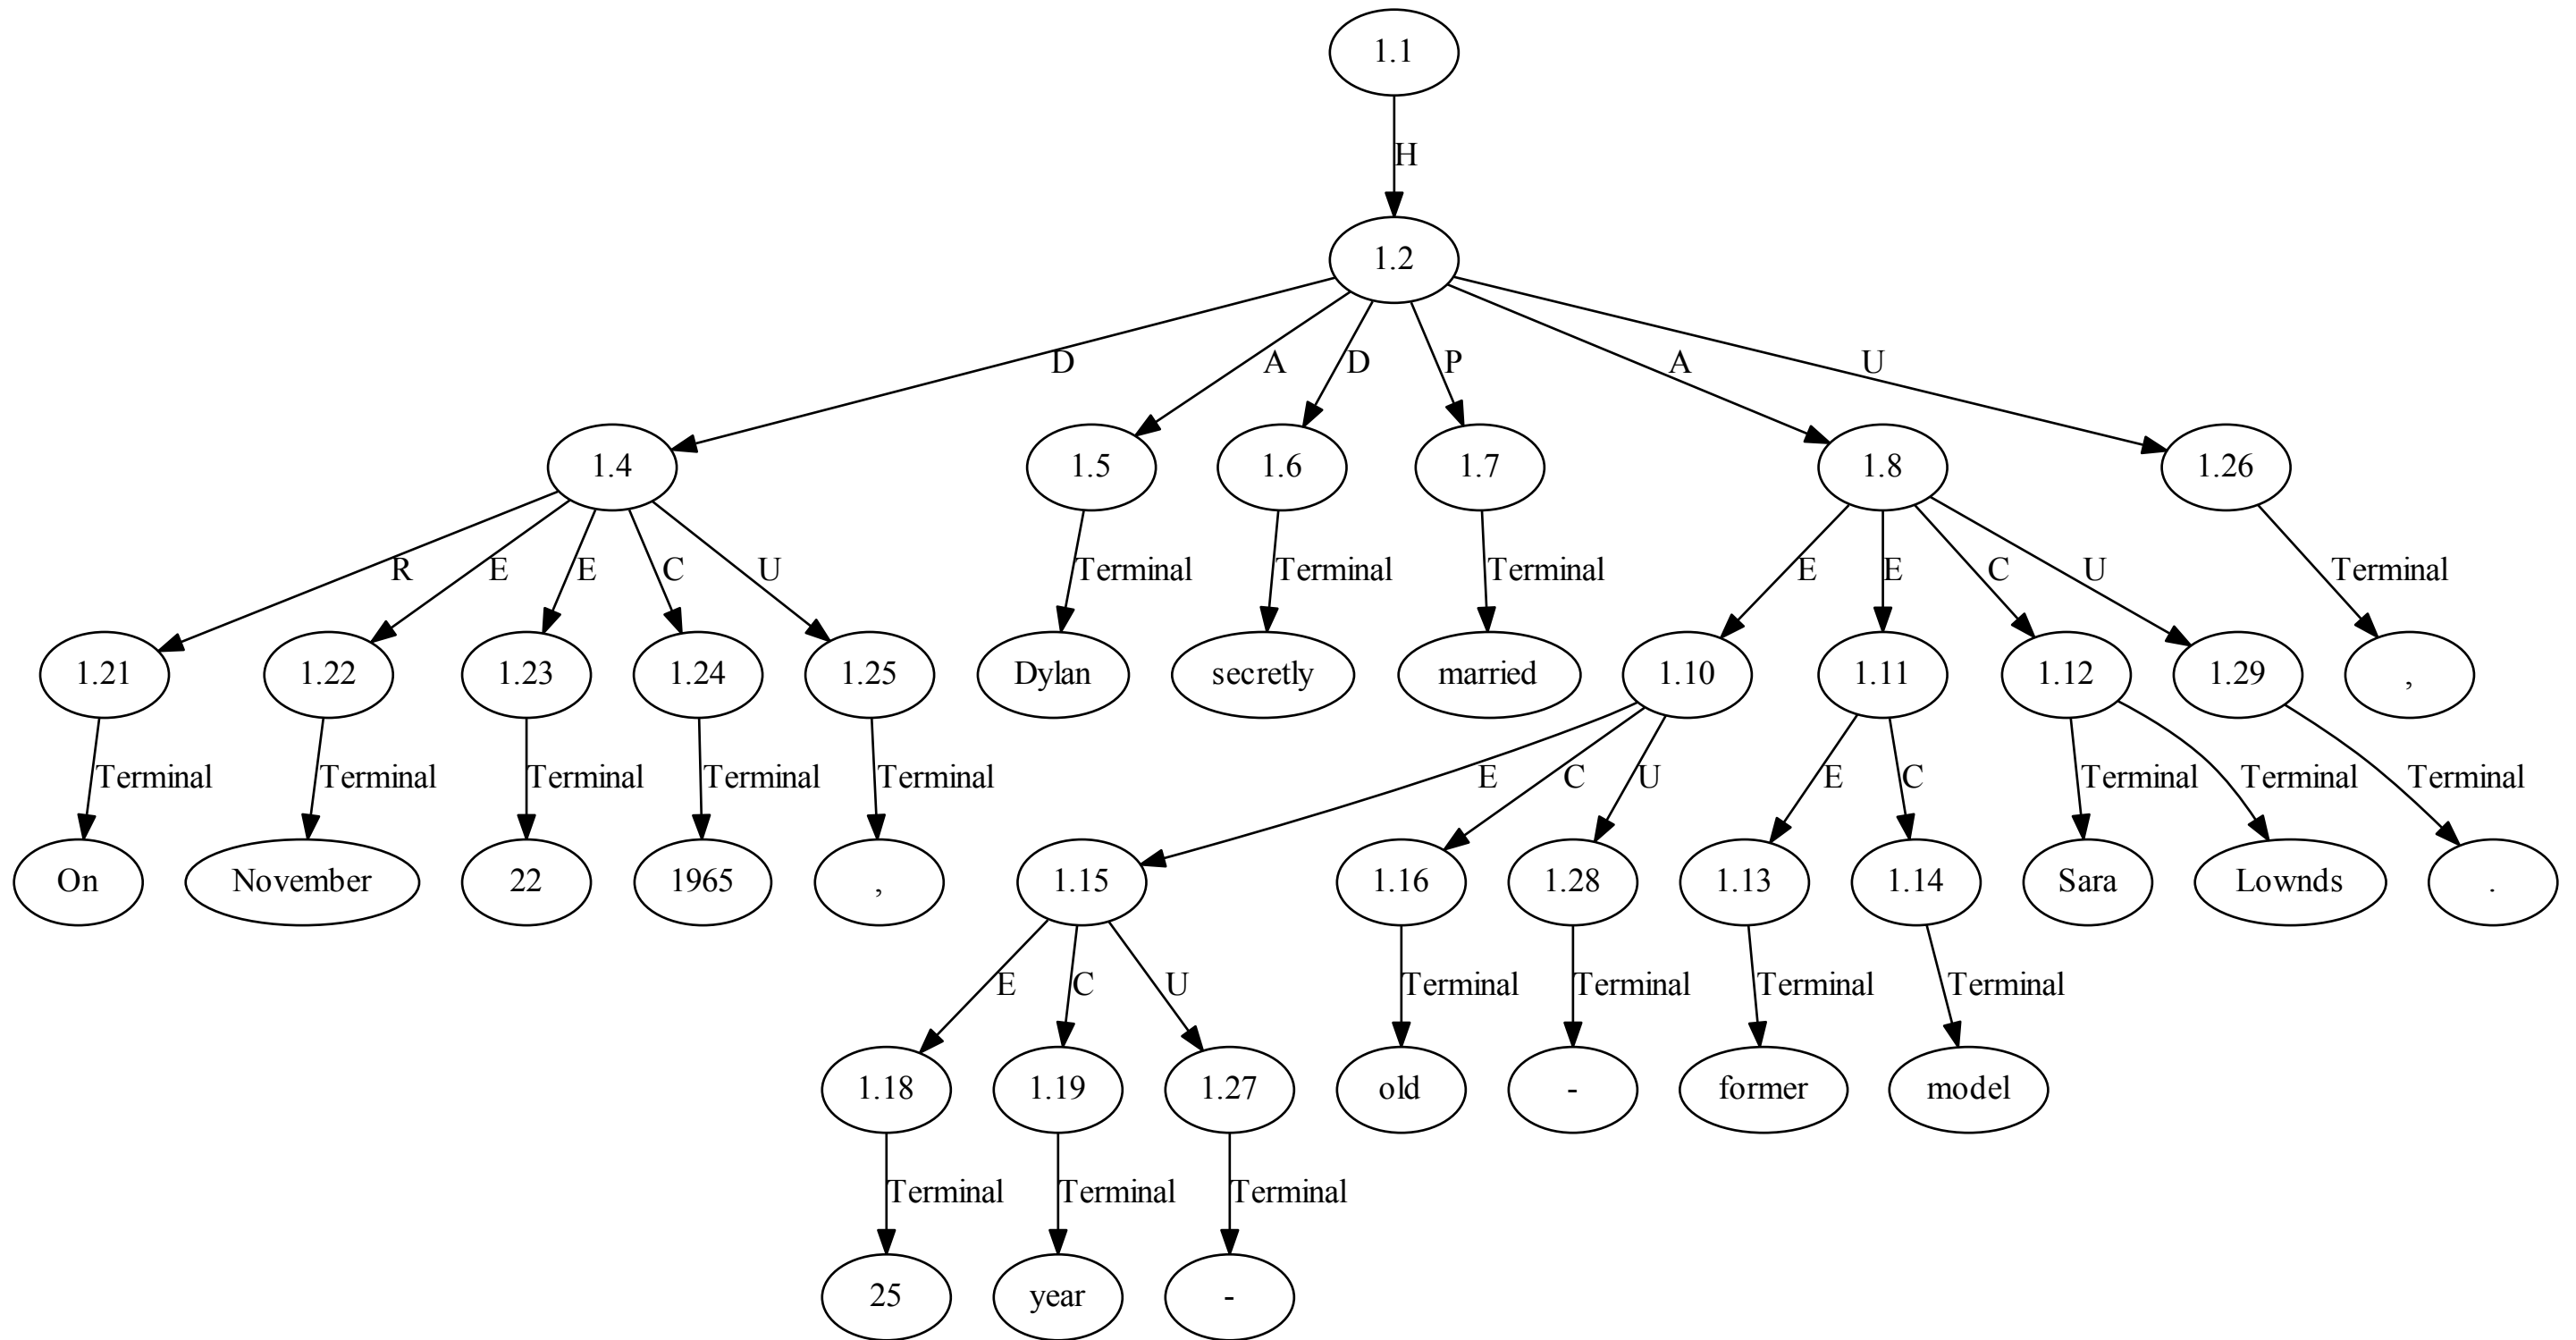 1.1
H
1.2
D A D P A U
1.4 1.5 1.6 1.7 1.8 1.26
R E E C U Terminal Terminal Terminal E E C U Terminal
1.21 1.22 1.23 1.24 1.25 Dylan secretly married 1.10 1.11 1.12 1.29 ,
Terminal Terminal Terminal Terminal Terminal E C U E C Terminal Terminal Terminal
On November 22 1965 , 1.15 1.16 1.28 1.13 1.14 Sara Lownds .
E C U Terminal Terminal Terminal Terminal
1.18 1.19 1.27 old - former model
Terminal Terminal Terminal
25 year -